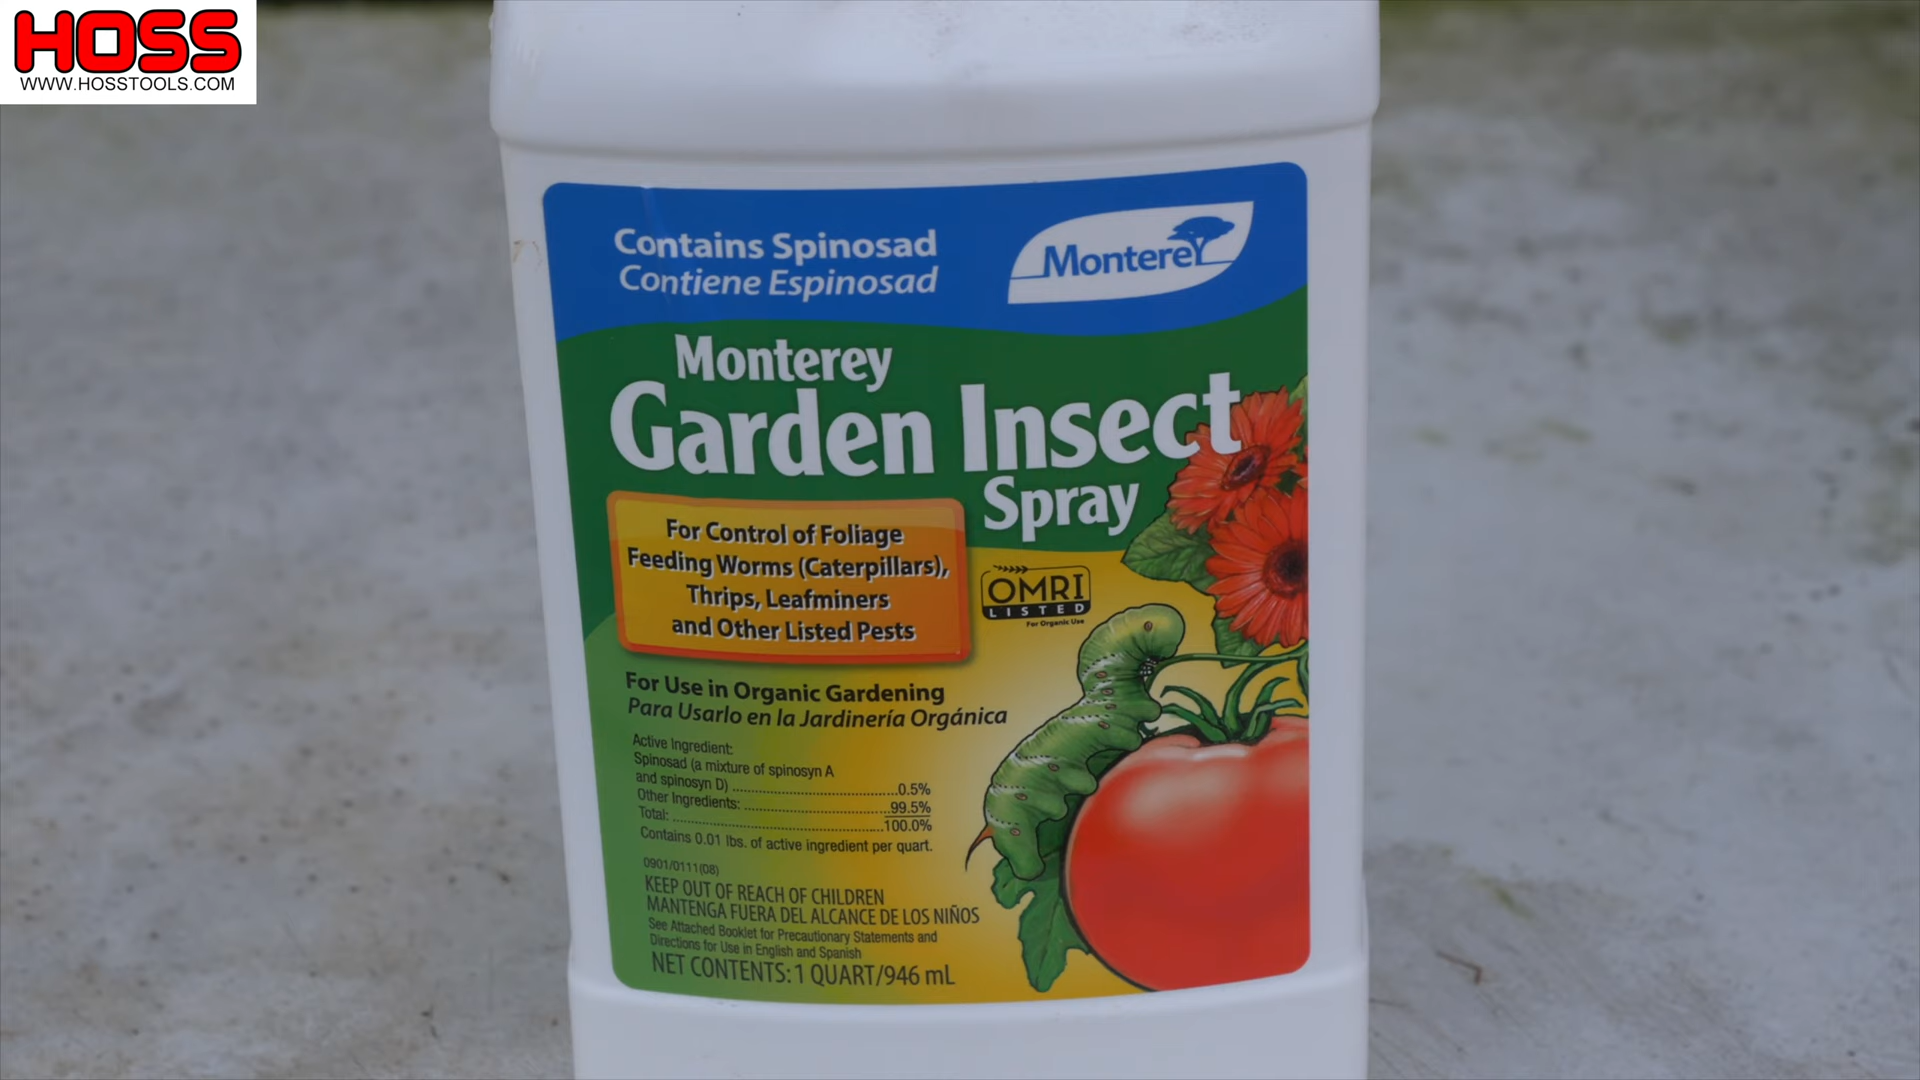 HOSS
WWW.HOSSTOOLS.COM
Contains Spinosad
Contiene Espinosad
Monterey
Monterey
Garden Insect
Spray
For Control of Foliage
Feeding Worms (Caterpillars),
Thrips, Leafminers
and Other Listed Pests
OMRI
LISTED
For Organic Use
For Use in Organic Gardening
Para Usarlo en la Jardinería Orgánica
Active Ingredient:
Spinosad (a mixture of spinosyn A
and spinosyn D) ..........................................0.5%
Other Ingredients: .....................................99.5%
Total: .......................................................100.0%
Contains 0.01 lbs. of active ingredient per quart.
0901/0111(08)
KEEP OUT OF REACH OF CHILDREN
MANTENGA FUERA DEL ALCANCE DE LOS NIÑOS
See Attached Booklet for Precautionary Statements and
Directions for Use in English and Spanish
NET CONTENTS: 1 QUART/946 mL